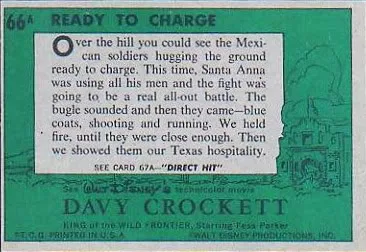 66A READY TO CHARGE
Over the hill you could see the Mexi-
can soldiers hugging the ground
ready to charge. This time, Santa Anna
was using all his men and the fight was
going to be a real all-out battle. The
bugle sounded and then they came—blue
coats, shooting and running. We held
fire, until they were close enough. Then
we showed them our Texas hospitality.
SEE CARD 67A—"DIRECT HIT"
See Walt Disney's technicolor movie
DAVY CROCKETT
KING OF THE WILD FRONTIER, Starring Fess Parker
©T.C.G. PRINTED IN U.S.A. ©WALT DISNEY PRODUCTIONS, INC.